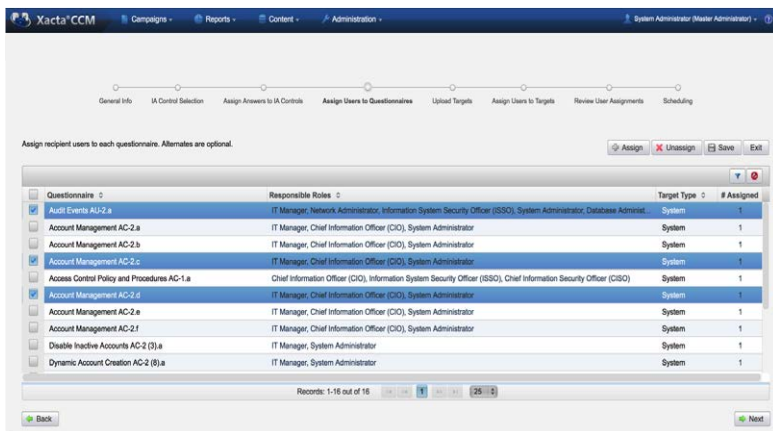 Xacta®CCM Campaigns Reports Content Administration System Administrator (Master Administrator)
General Info IA Control Selection Assign Answers to IA Controls Assign Users to Questionnaires Upload Targets Assign Users to Targets Review User Assignments Scheduling
Assign recipient users to each questionnaire. Alternates are optional. Assign Unassign Save Exit
Questionnaire Responsible Roles Target Type # Assigned
Audit Events AU-2.a IT Manager, Network Administrator, Information System Security Officer (ISSO), System Administrator, Database Administ... System 1
Account Management AC-2.a IT Manager, Chief Information Officer (CIO), System Administrator System 1
Account Management AC-2.b IT Manager, Chief Information Officer (CIO), System Administrator System 1
Account Management AC-2.c IT Manager, Chief Information Officer (CIO), System Administrator System 1
Access Control Policy and Procedures AC-1.a Chief Information Officer (CIO), Information System Security Officer (ISSO), Chief Information Security Officer (CISO) System 1
Account Management AC-2.d IT Manager, Chief Information Officer (CIO), System Administrator System 1
Account Management AC-2.e IT Manager, Chief Information Officer (CIO), System Administrator System 1
Account Management AC-2.f IT Manager, Chief Information Officer (CIO), System Administrator System 1
Disable Inactive Accounts AC-2 (3).a IT Manager, System Administrator System 1
Dynamic Account Creation AC-2 (8).a IT Manager, System Administrator System 1
Records: 1-16 out of 16 1 25
Back Next